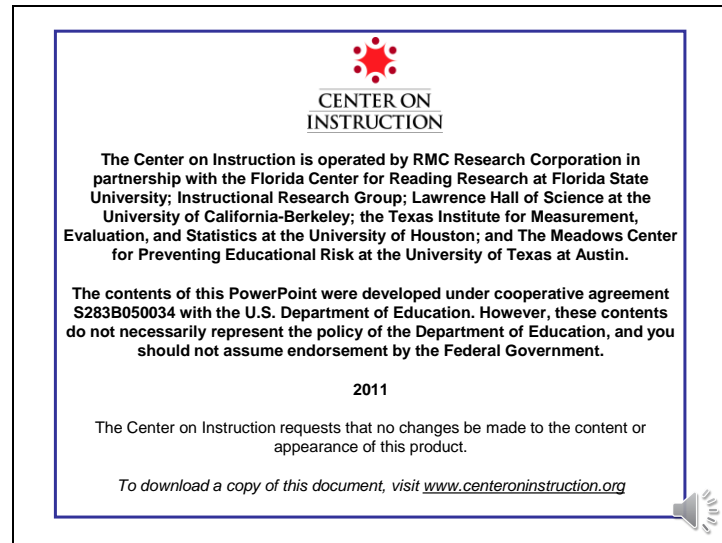 CENTER ON
INSTRUCTION
The Center on Instruction is operated by RMC Research Corporation in
partnership with the Florida Center for Reading Research at Florida State
University; Instructional Research Group; Lawrence Hall of Science at the
University of California-Berkeley; the Texas Institute for Measurement,
Evaluation, and Statistics at the University of Houston; and The Meadows Center
for Preventing Educational Risk at the University of Texas at Austin.
The contents of this PowerPoint were developed under cooperative agreement
S283B050034 with the U.S. Department of Education. However, these contents
do not necessarily represent the policy of the Department of Education, and you
should not assume endorsement by the Federal Government.
2011
The Center on Instruction requests that no changes be made to the content or
appearance of this product.
To download a copy of this document, visit www.centeroninstruction.org